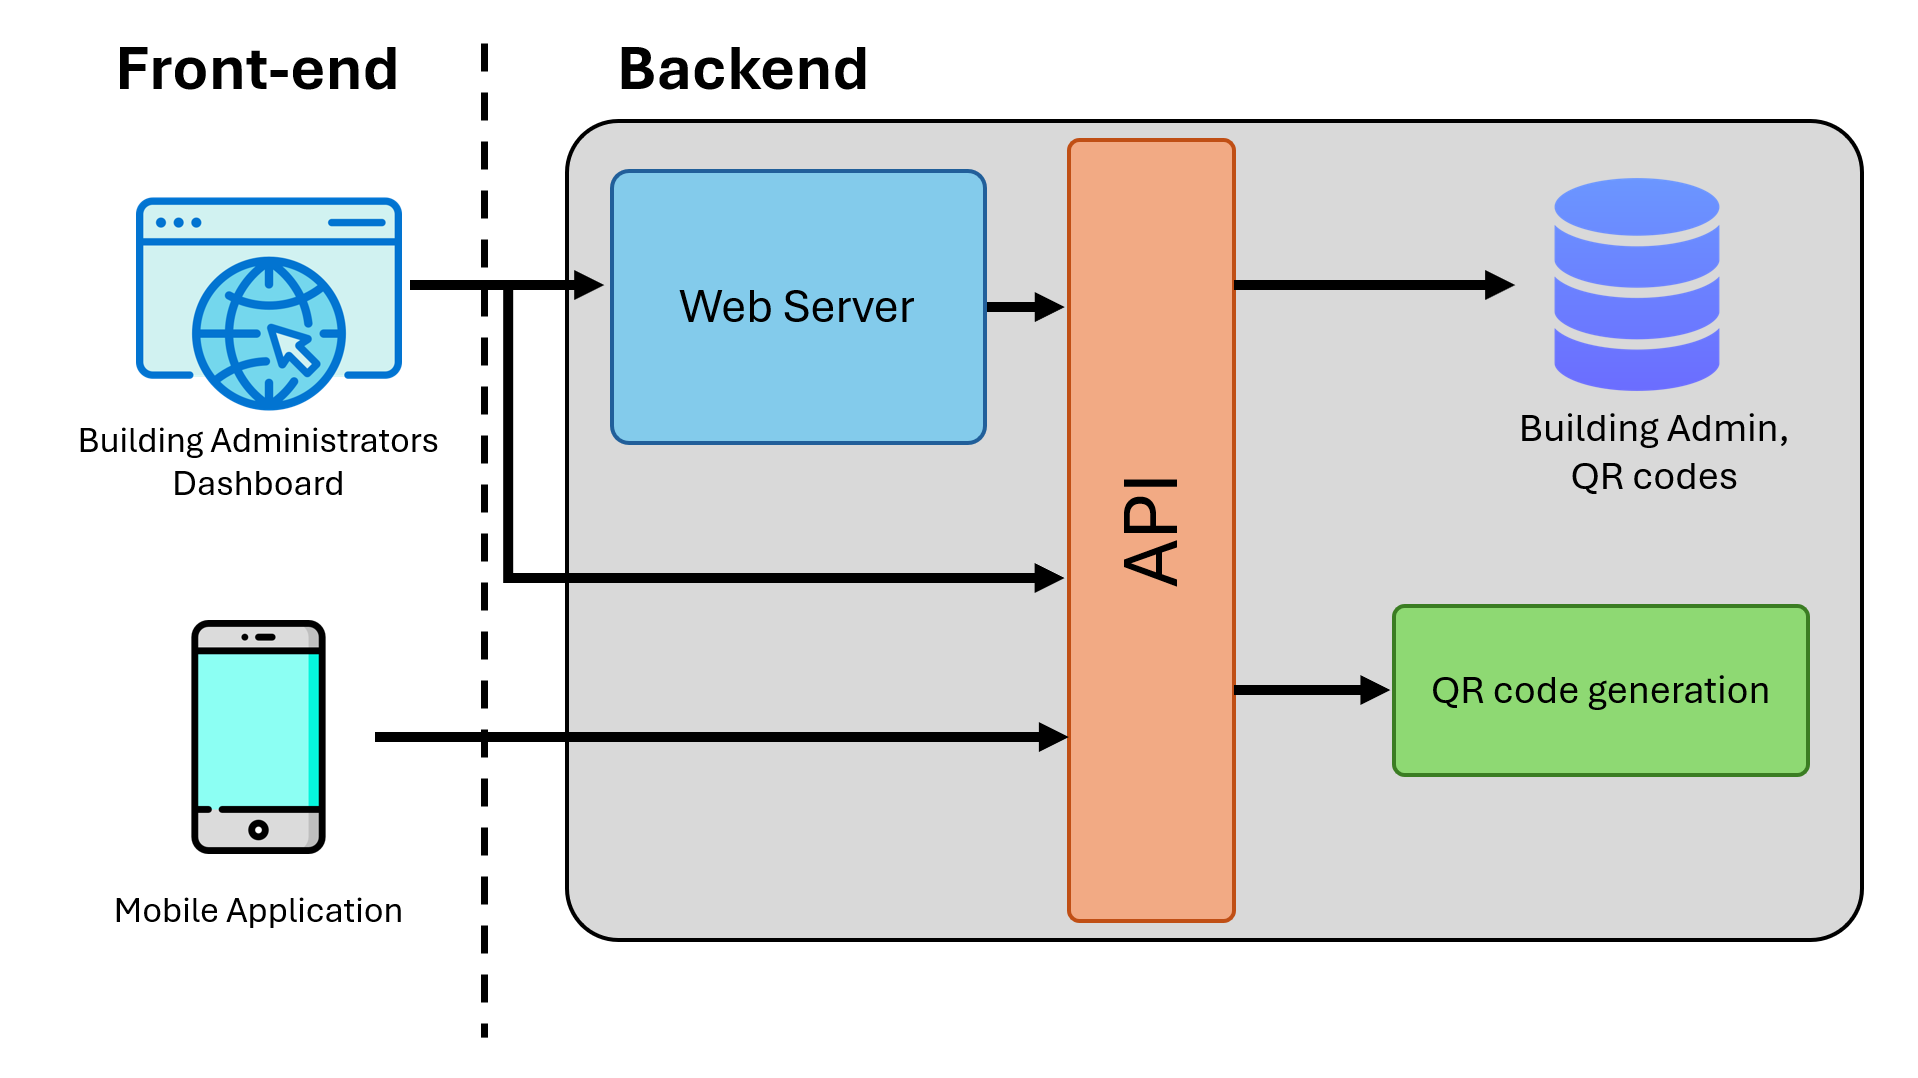 Front-end
Backend
Web Server
API
Building Administrators
Dashboard
Building Admin,
QR codes
QR code generation
Mobile Application